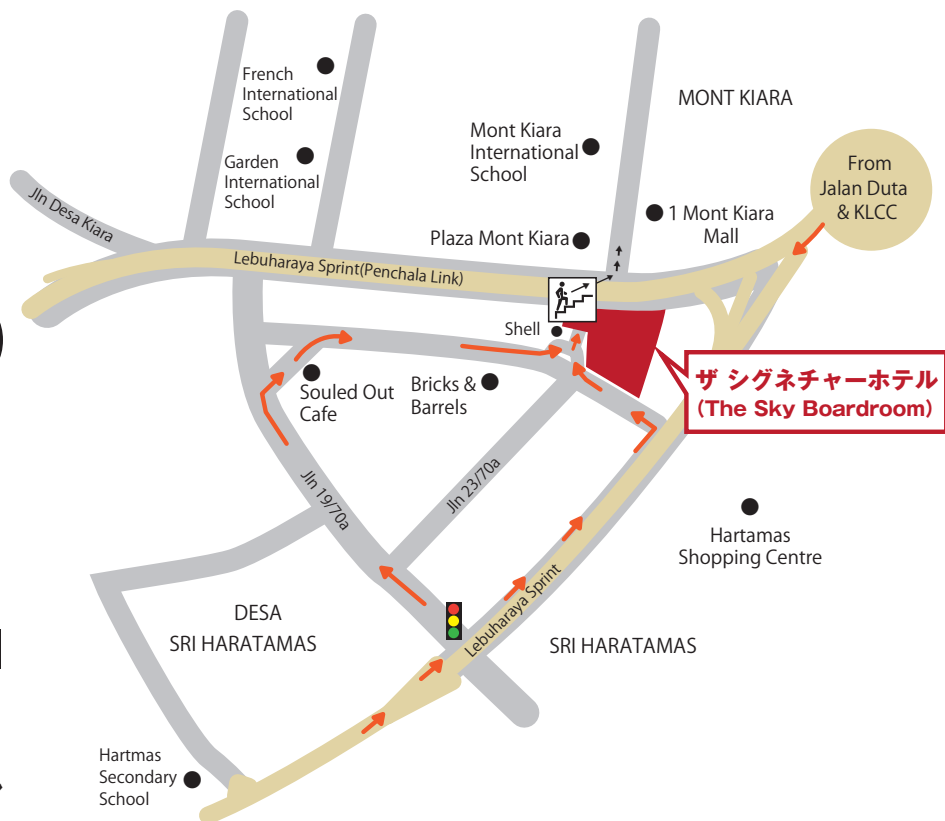 French
International
School
MONT KIARA
Mont Kiara
International
School
Garden
International
School
From
Jalan Duta
& KLCC
Jln Desa Kiara
1 Mont Kiara
Mall
Plaza Mont Kiara
Lebuharaya Sprint(Penchala Link)
Shell
ザ シグネチャーホテル
(The Sky Boardroom)
Souled Out
Cafe
Bricks &
Barrels
Jln 19/70a
Jln 23/70a
Hartamas
Shopping Centre
Lebuharaya Sprint
DESA
SRI HARATAMAS
SRI HARATAMAS
Hartmas
Secondary
School